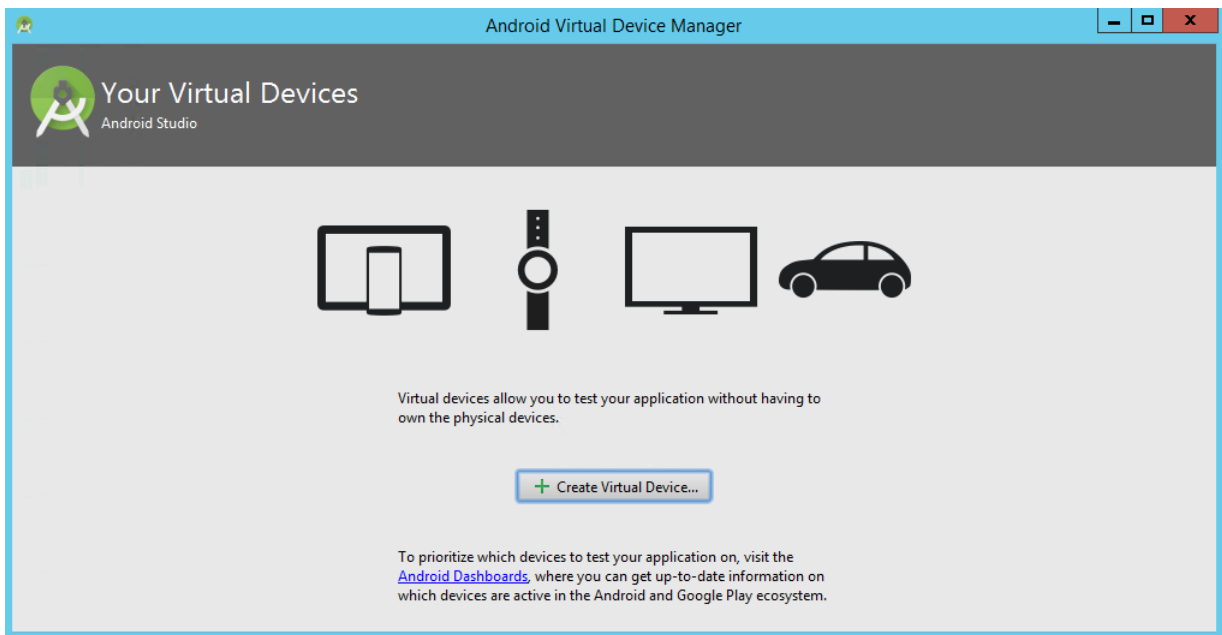 Android Virtual Device Manager
x
Your Virtual Devices
Android Studio
Virtual devices allow you to test your application without having to
own the physical devices.
+ Create Virtual Device...
To prioritize which devices to test your application on, visit the
Android Dashboards, where you can get up-to-date information on
which devices are active in the Android and Google Play ecosystem.